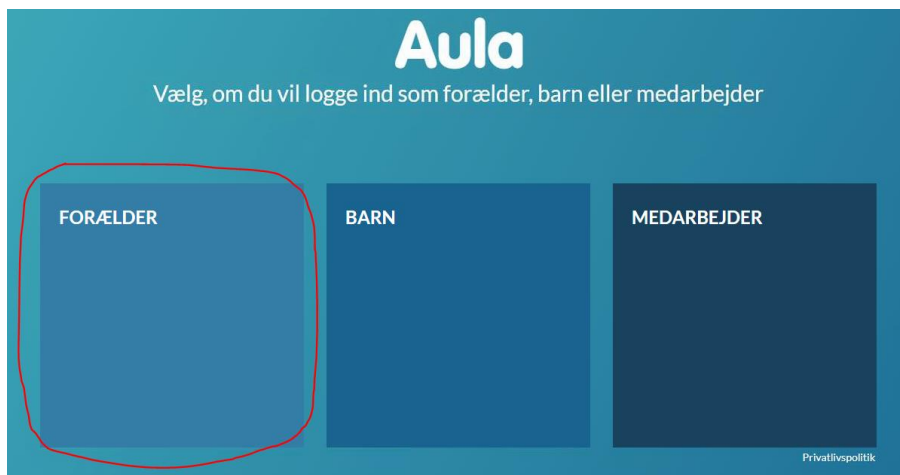 Aula
Vælg, om du vil logge ind som forælder, barn eller medarbejder
FORÆLDER
BARN
MEDARBEJDER
Privatlivspolitik